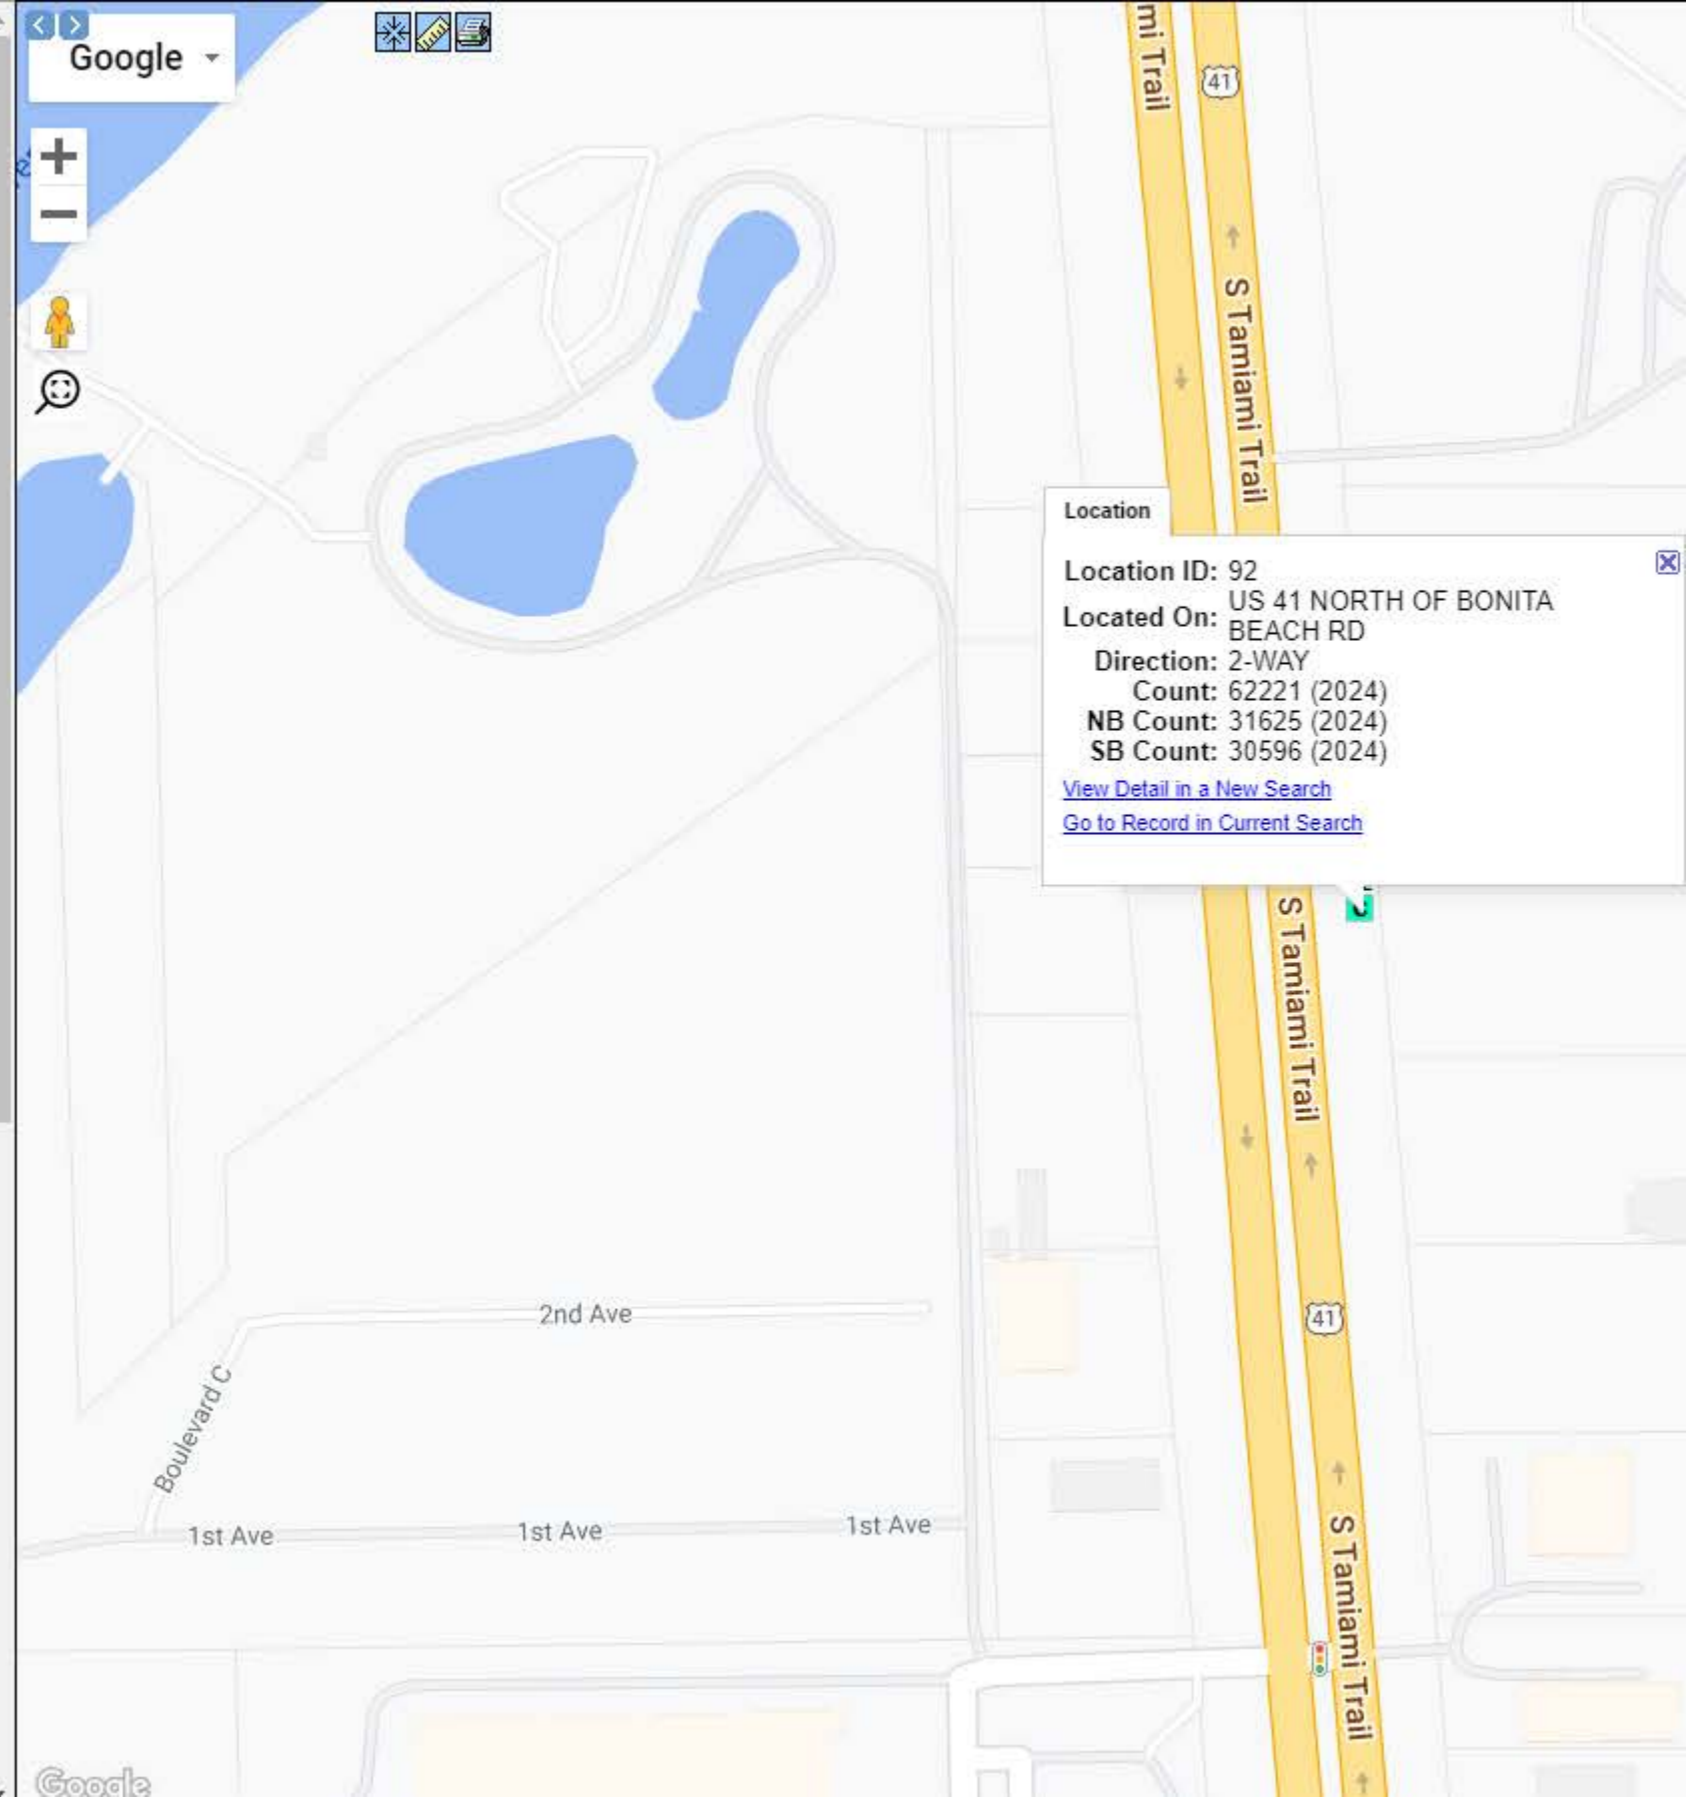 Google
mi Trail
41
S Tamiami Trail
Location
Location ID: 92
Located On: US 41 NORTH OF BONITA
BEACH RD
Direction: 2-WAY
Count: 62221 (2024)
NB Count: 31625 (2024)
SB Count: 30596 (2024)
View Detail in a New Search
Go to Record in Current Search
S Tamiami Trail
2nd Ave
41
Boulevard C
1st Ave
1st Ave
1st Ave
S Tamiami Trail
Google